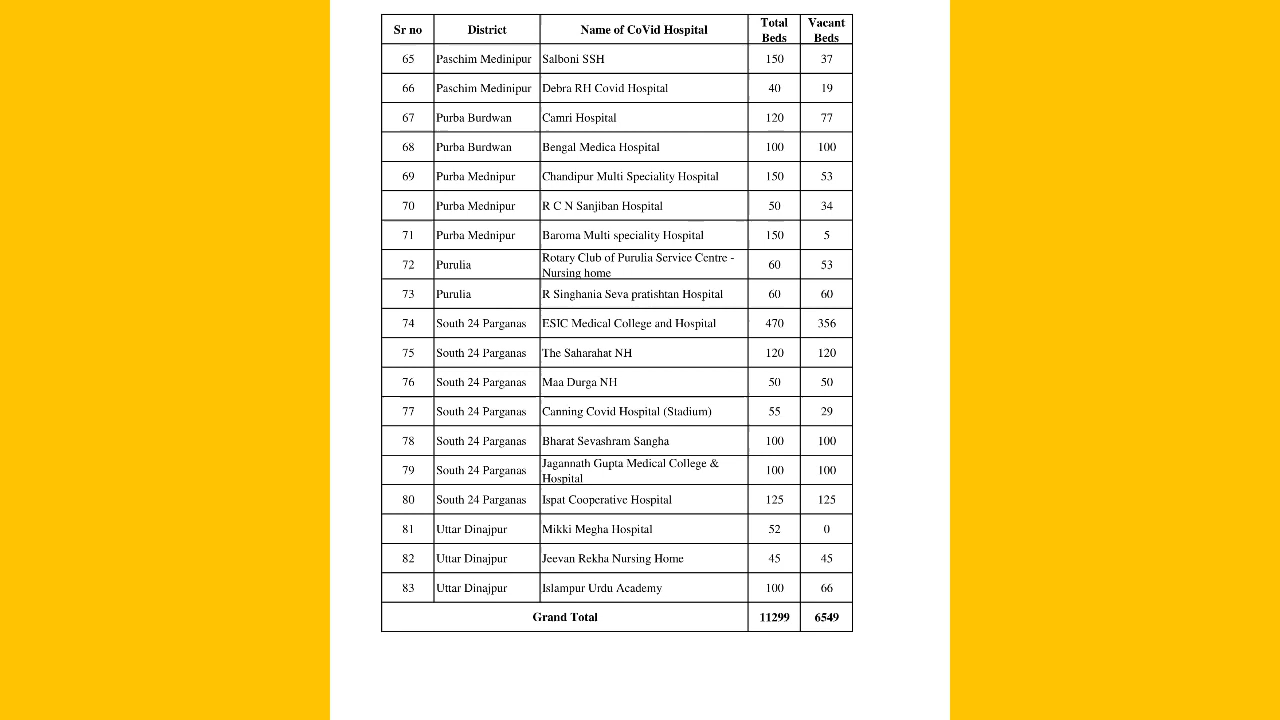 Sr no District Name of CoVid Hospital Total Beds Vacant Beds
65 Paschim Medinipur Salboni SSH 150 37
66 Paschim Medinipur Debra RH Covid Hospital 40 19
67 Purba Burdwan Camri Hospital 120 77
68 Purba Burdwan Bengal Medica Hospital 100 100
69 Purba Mednipur Chandipur Multi Speciality Hospital 150 53
70 Purba Mednipur R C N Sanjiban Hospital 50 34
71 Purba Mednipur Baroma Multi speciality Hospital 150 5
72 Purulia Rotary Club of Purulia Service Centre - Nursing home 60 53
73 Purulia R Singhania Seva pratishtan Hospital 60 60
74 South 24 Parganas ESIC Medical College and Hospital 470 356
75 South 24 Parganas The Saharahat NH 120 120
76 South 24 Parganas Maa Durga NH 50 50
77 South 24 Parganas Canning Covid Hospital (Stadium) 55 29
78 South 24 Parganas Bharat Sevashram Sangha 100 100
79 South 24 Parganas Jagannath Gupta Medical College & Hospital 100 100
80 South 24 Parganas Ispat Cooperative Hospital 125 125
81 Uttar Dinajpur Mikki Megha Hospital 52 0
82 Uttar Dinajpur Jeevan Rekha Nursing Home 45 45
83 Uttar Dinajpur Islampur Urdu Academy 100 66
Grand Total 11299 6549